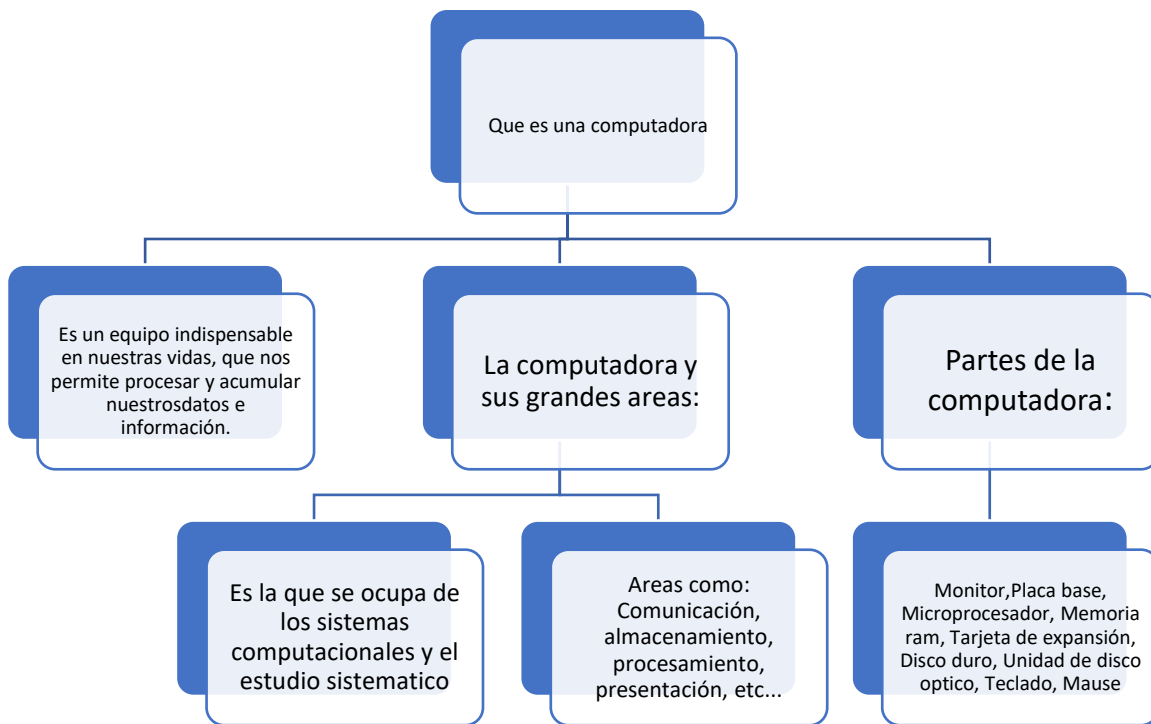 Que es una computadora
Es un equipo indispensable
en nuestras vidas, que nos
permite procesar y acumular
nuestrosdatos e
información.
La computadora y
sus grandes areas:
Partes de la
computadora:
Es la que se ocupa de
los sistemas
computacionales y el
estudio sistematico
Areas como:
Comunicación,
almacenamiento,
procesamiento,
presentación, etc...
Monitor,Placa base,
Microprocesador, Memoria
ram, Tarjeta de expansión,
Disco duro, Unidad de disco
optico, Teclado, Mause